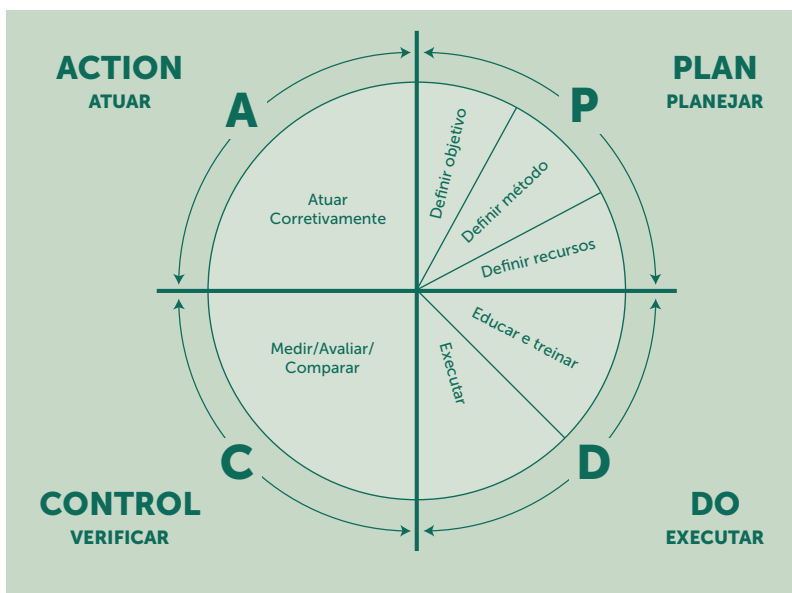 ACTION
ATUAR
A
PLAN
PLANEJAR
P
Atuar
Corretivamente
Definir objetivo
Definir método
Definir recursos
Medir/Avaliar/
Comparar
Executar
Educar e treinar
C
CONTROL
VERIFICAR
D
DO
EXECUTAR